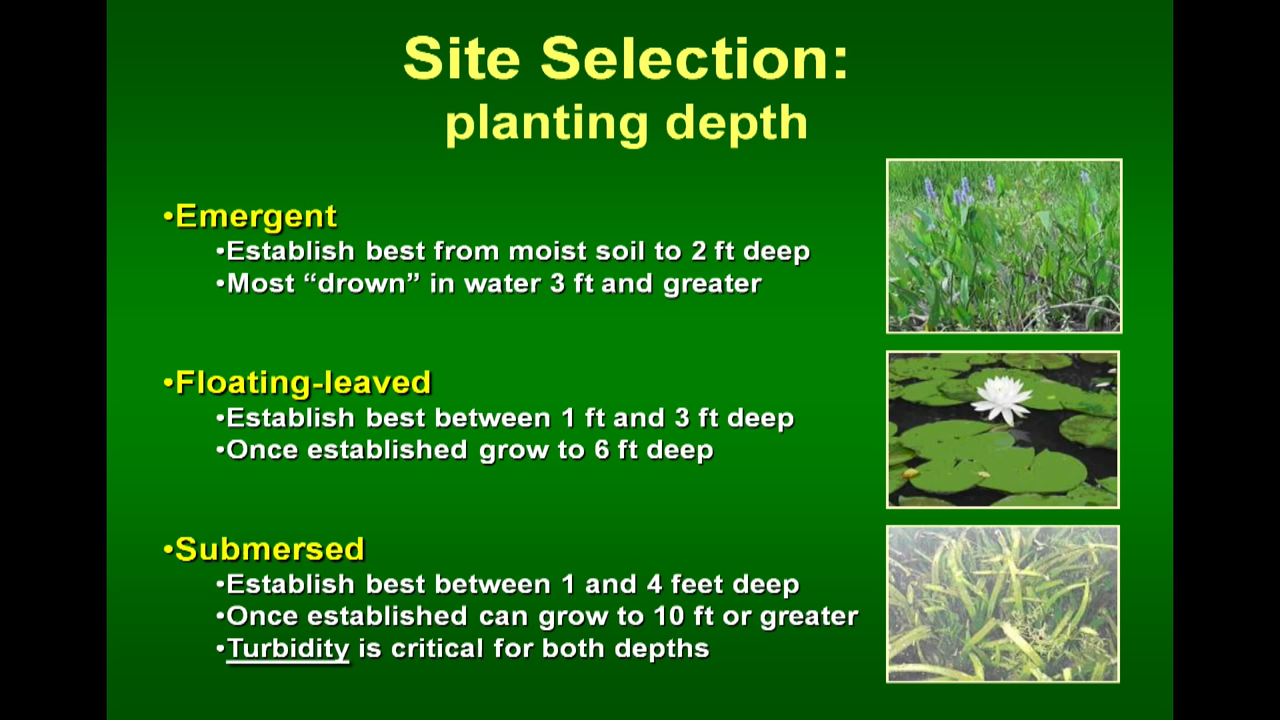 Site Selection:
planting depth
•Emergent
•Establish best from moist soil to 2 ft deep
•Most “drown” in water 3 ft and greater
•Floating-leaved
•Establish best between 1 ft and 3 ft deep
•Once established grow to 6 ft deep
•Submersed
•Establish best between 1 and 4 feet deep
•Once established can grow to 10 ft or greater
•Turbidity is critical for both depths